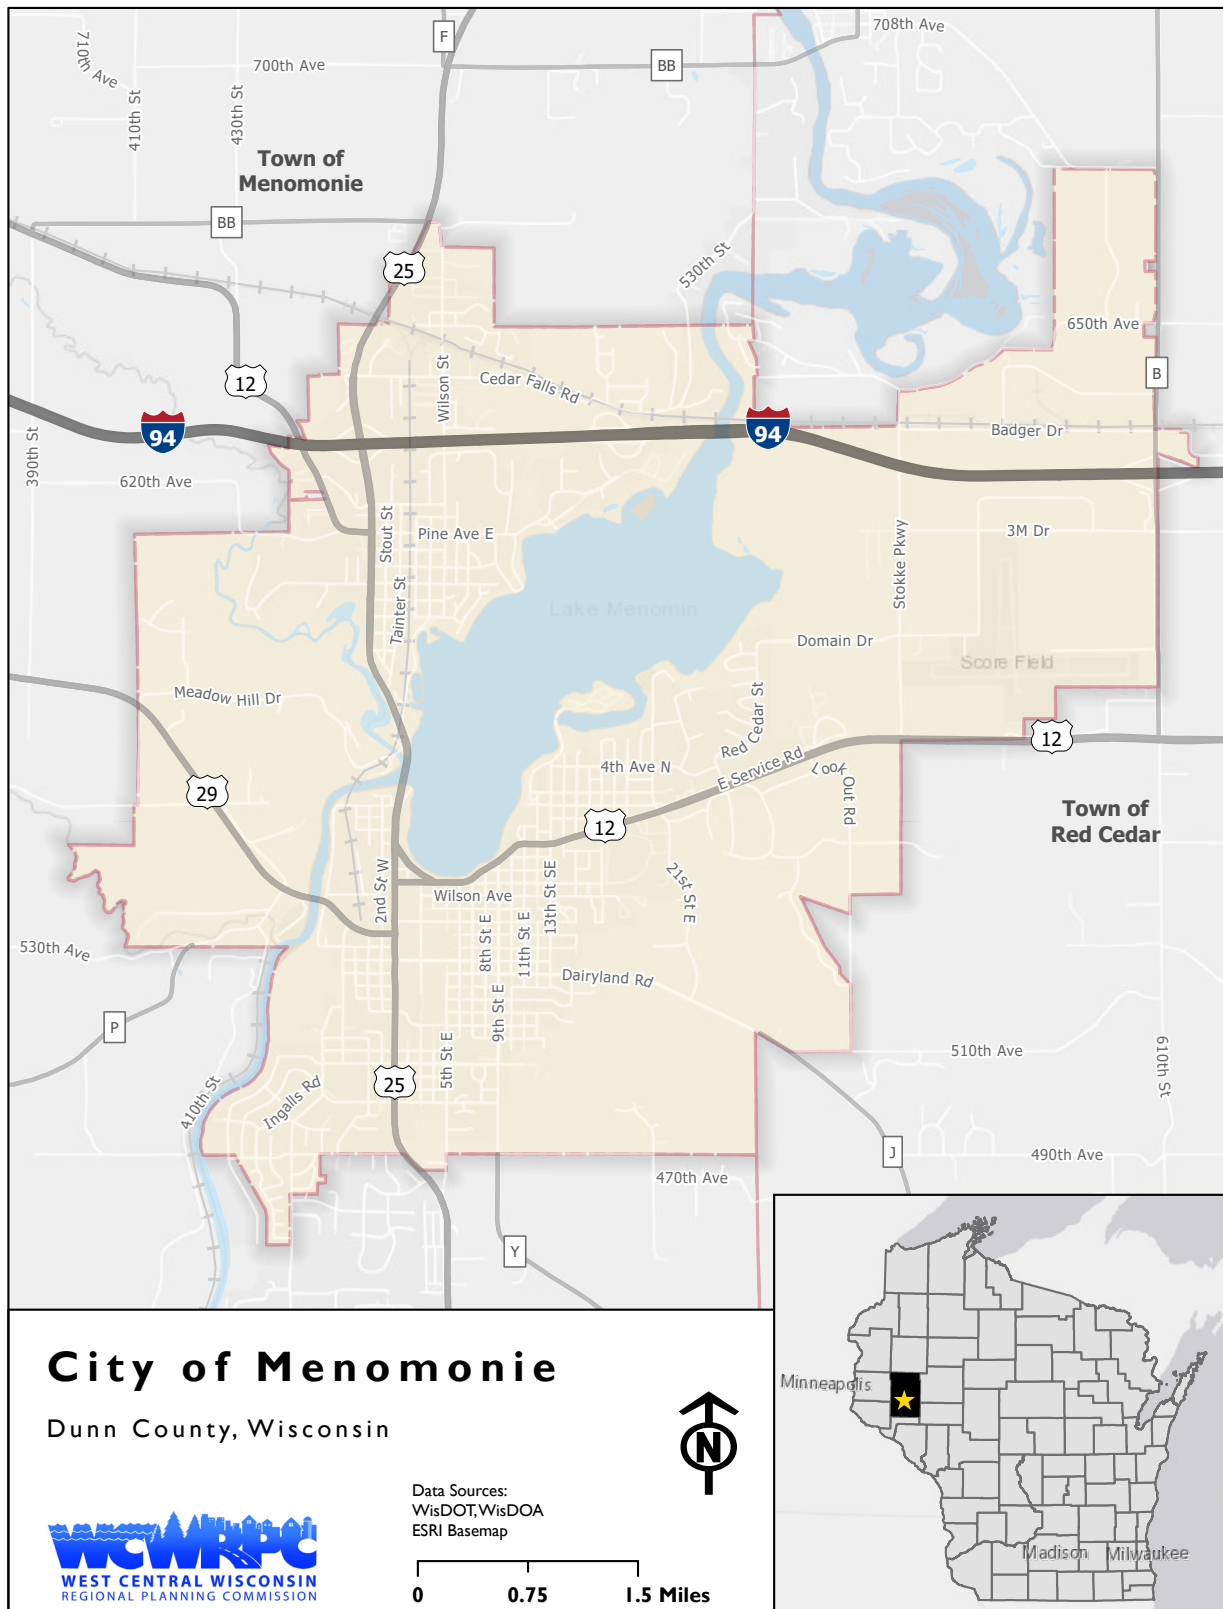 708th Ave
F
710th Ave
700th Ave
BB
410th St
430th St
Town of
Menomonie
BB
25
530th St
650th Ave
12
Wilson St
Cedar Falls Rd
B
94
94
Badger Dr
390th St
620th Ave
Stout St
Pine Ave E
3M Dr
Stokke Pkwy
Tainter St
Lake Menomin
Domain Dr
Score Field
Meadow Hill Dr
Red Cedar St
12
4th Ave N
E Service Rd
Look Out Rd
29
12
Town of
Red Cedar
2nd St W
Wilson Ave
13th St SE
21st St E
8th St E
11th St E
530th Ave
Dairyland Rd
9th St E
P
5th St E
510th Ave
610th St
25
410th St
Ingalls Rd
J
490th Ave
470th Ave
Y
City of Menomonie
Dunn County, Wisconsin
N
Data Sources:
WisDOT, WisDOA
ESRI Basemap
WCWRPC
WEST CENTRAL WISCONSIN
REGIONAL PLANNING COMMISSION
0 0.75 1.5 Miles
Minneapolis
Madison
Milwaukee